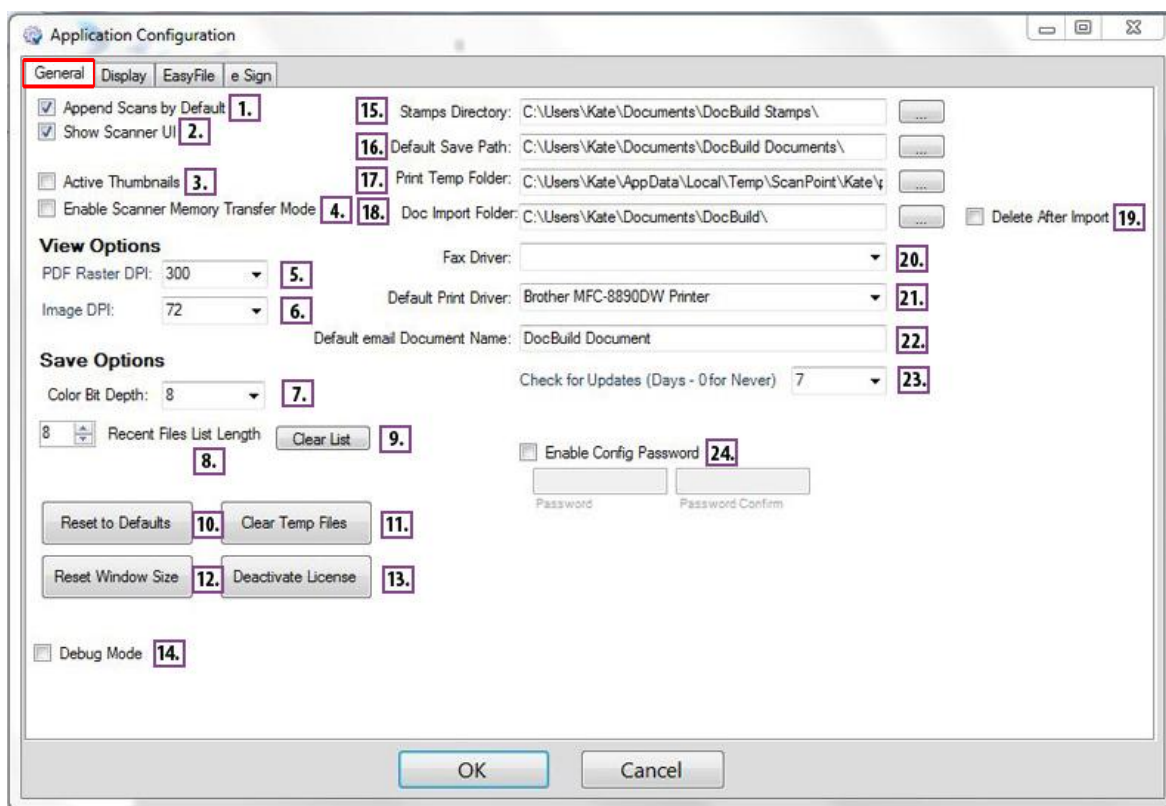 Application Configuration
General Display EasyFile e Sign
Append Scans by Default 1.
Show Scanner UI 2.
Active Thumbnails 3.
Enable Scanner Memory Transfer Mode 4.
View Options
PDF Raster DPI: 300 5.
Image DPI: 72 6.
Save Options
Color Bit Depth: 8 7.
8 Recent Files List Length Clear List 9.
8.
Reset to Defaults 10. Clear Temp Files 11.
Reset Window Size 12. Deactivate License 13.
Debug Mode 14.
15. Stamps Directory: C:\Users\Kate\Documents\DocBuild Stamps\ ...
16. Default Save Path: C:\Users\Kate\Documents\DocBuild Documents\ ...
17. Print Temp Folder: C:\Users\Kate\AppData\Local\Temp\ScanPoint\Kate\ ...
18. Doc Import Folder: C:\Users\Kate\Documents\DocBuild\ ... Delete After Import 19.
Fax Driver: 20.
Default Print Driver: Brother MFC-8890DW Printer 21.
Default email Document Name: DocBuild Document 22.
Check for Updates (Days - 0 for Never) 7 23.
Enable Config Password 24.
Password Password Confirm
OK Cancel